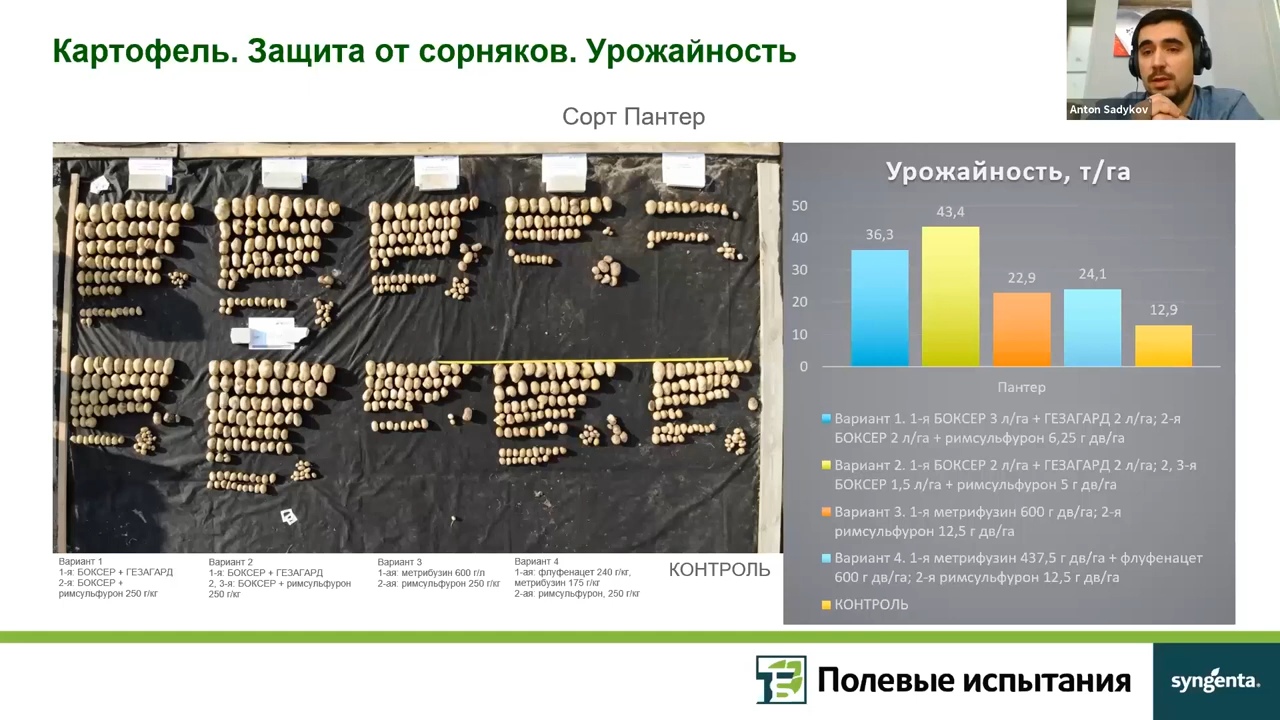 Картофель. Защита от сорняков. Урожайность
Anton Sadykov
Сорт Пантер
Урожайность, т/га
50
40
30
20
10
0
36,3
43,4
22,9
24,1
12,9
Пантер
Вариант 1. 1-я БОКСЕР 3 л/га + ГЕЗАГАРД 2 л/га; 2-я
БОКСЕР 2 л/га + римсульфурон 6,25 г дв/га
Вариант 2. 1-я БОКСЕР 2 л/га + ГЕЗАГАРД 2 л/га; 2, 3-я
БОКСЕР 1,5 л/га + римсульфурон 5 г дв/га
Вариант 3. 1-я метрифузин 600 г дв/га; 2-я
римсульфурон 12,5 г дв/га
Вариант 4. 1-я метрифузин 437,5 г дв/га + флуфенацет
600 г дв/га; 2-я римсульфурон 12,5 г дв/га
КОНТРОЛЬ
Вариант 1
1-я: БОКСЕР + ГЕЗАГАРД
2-я: БОКСЕР +
римсульфурон 250 г/кг
Вариант 2
1-я: БОКСЕР + ГЕЗАГАРД
2, 3-я: БОКСЕР + римсульфурон
250 г/кг
Вариант 3
1-ая: метрибузин 600 г/л
2-ая: римсульфурон 250 г/кг
Вариант 4
1-ая: флуфенацет 240 г/кг,
метрибузин 175 г/кг
2-ая: римсульфурон, 250 г/кг
КОНТРОЛЬ
Полевые испытания
syngenta.